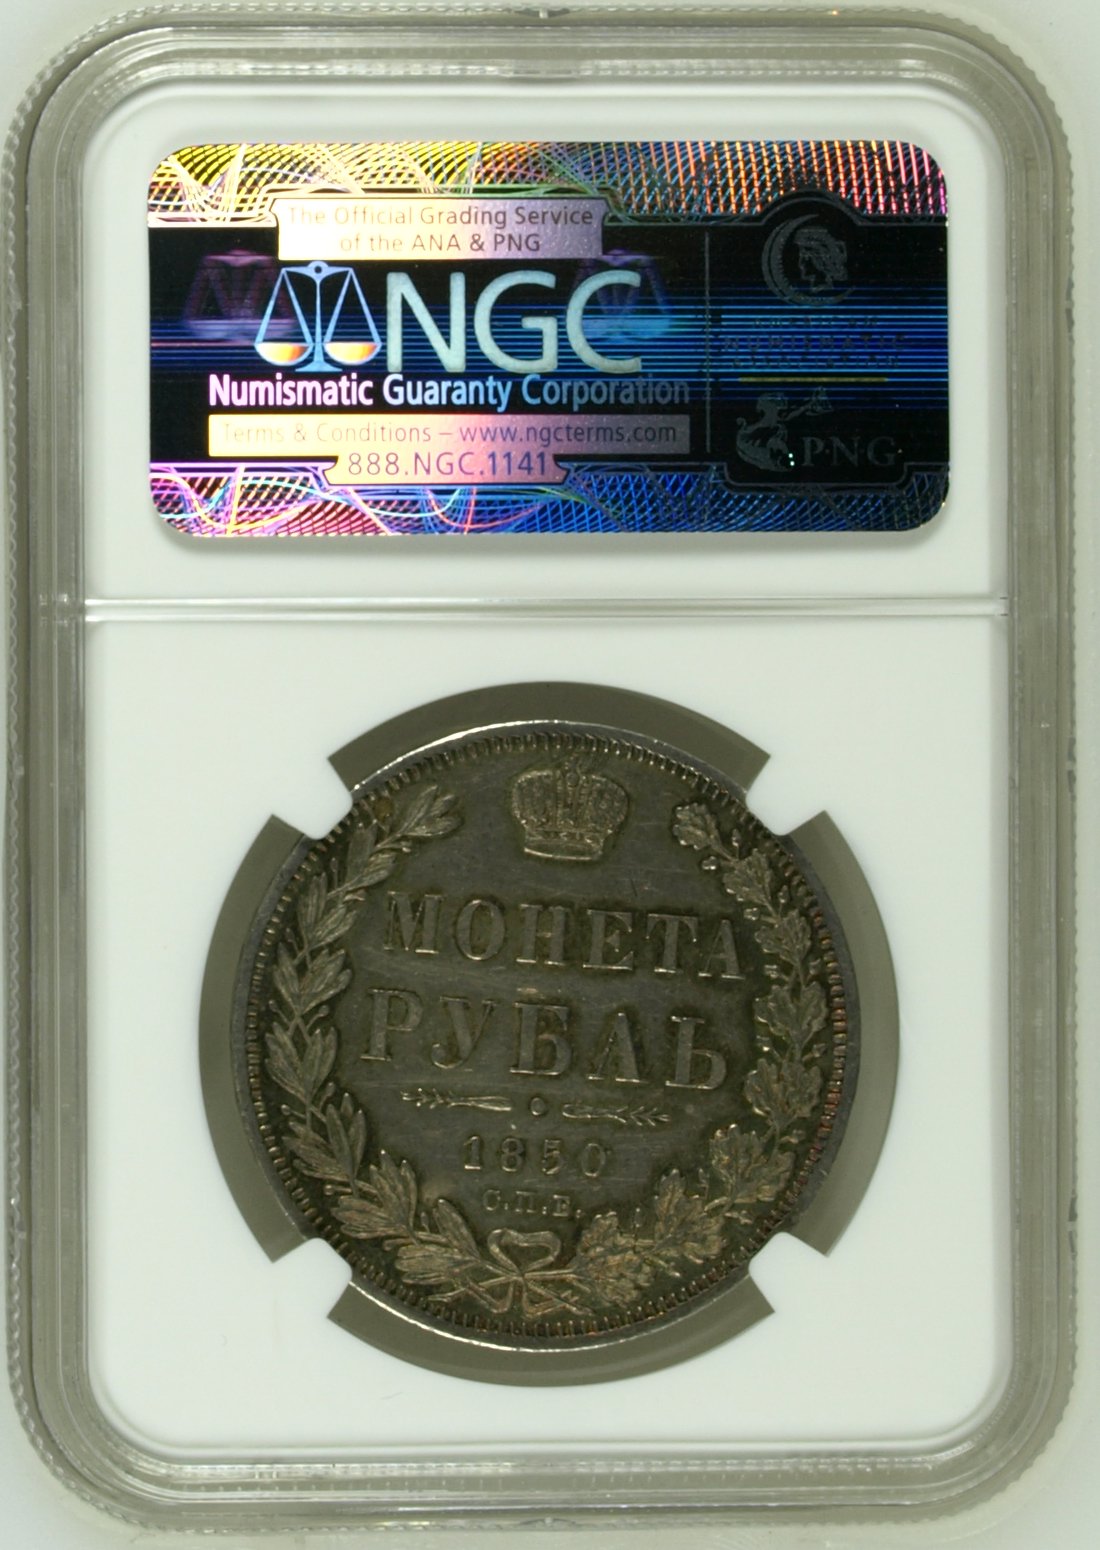 The Official Grading Service
of the ANA & PNG
NGC
Numismatic Guaranty Corporation
Terms & Conditions – www.ngcterms.com
888.NGC.1141
NUMISMATIC
P·N·G
МОНЕТА
РУБЛЬ
1850
С.П.Б.